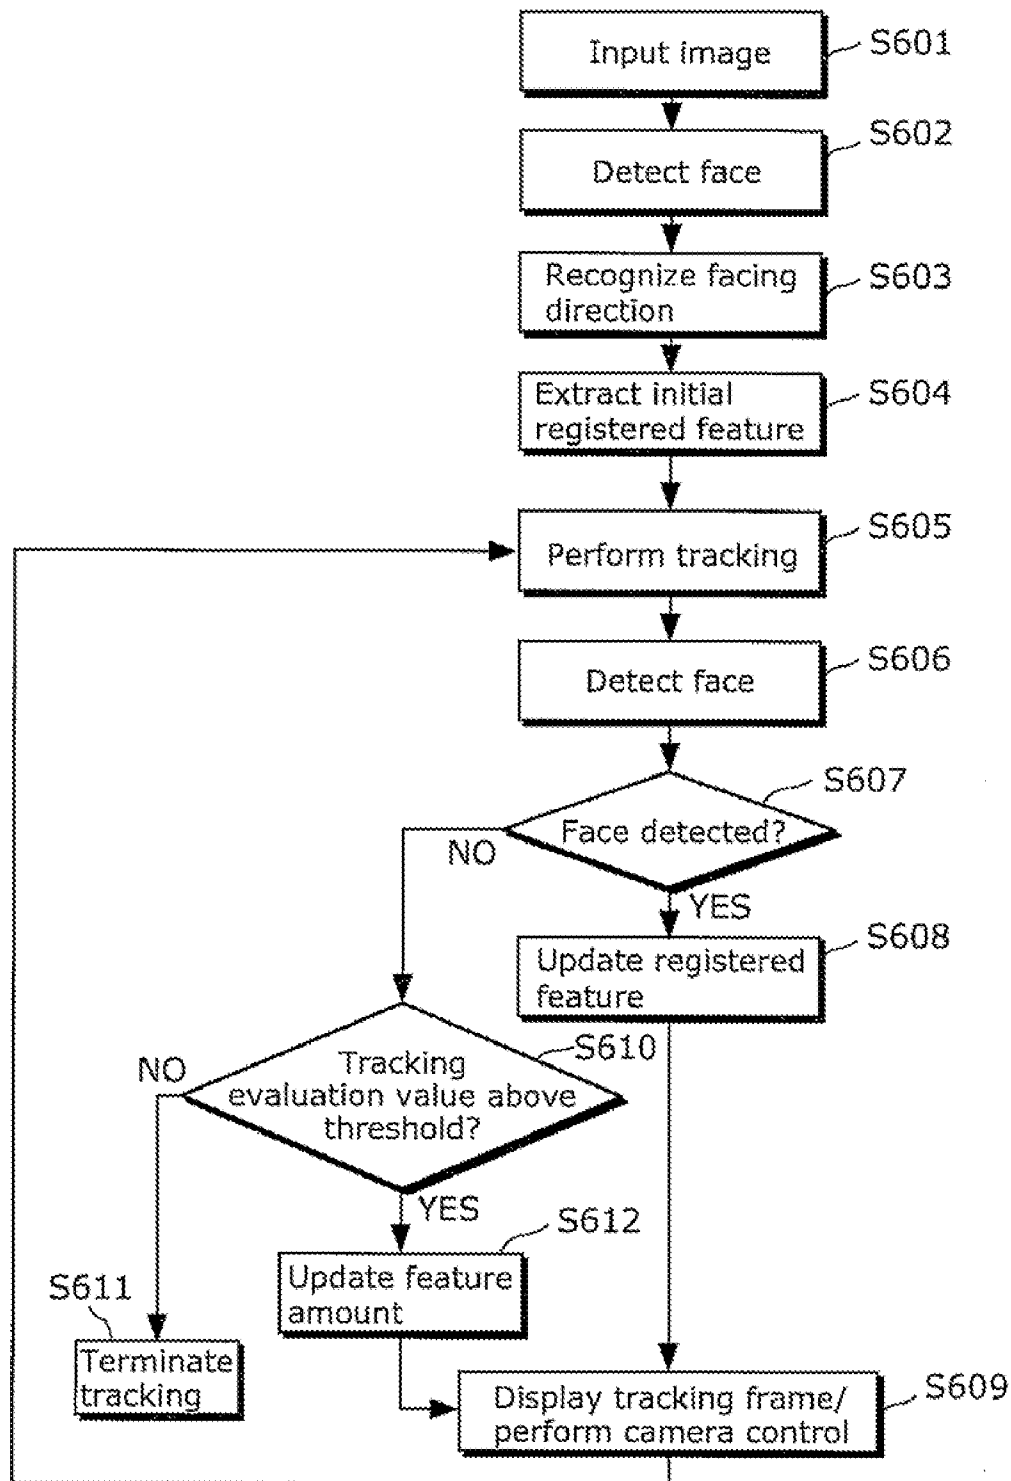 Input image
S601
Detect face
S602
Recognize facing
direction
S603
Extract initial
registered feature
S604
Perform tracking
S605
Detect face
S606
Face detected?
S607
NO
YES
Update registered
feature
S608
Tracking
evaluation value above
threshold?
S610
NO
YES
Update feature
amount
S612
S611
Terminate
tracking
Display tracking frame/
perform camera control
S609